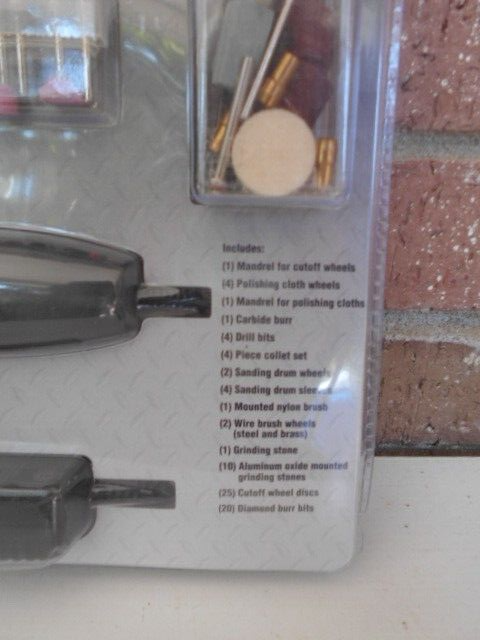 Includes:
(1) Mandrel for cutoff wheels
(4) Polishing cloth wheels
(1) Mandrel for polishing cloths
(1) Carbide burr
(4) Drill bits
(4) Piece collet set
(2) Sanding drum wheels
(4) Sanding drum sleeves
(1) Mounted nylon brush
(2) Wire brush wheels
(steel and brass)
(1) Grinding stone
(10) Aluminum oxide mounted
grinding stones
(25) Cutoff wheel discs
(20) Diamond burr bits